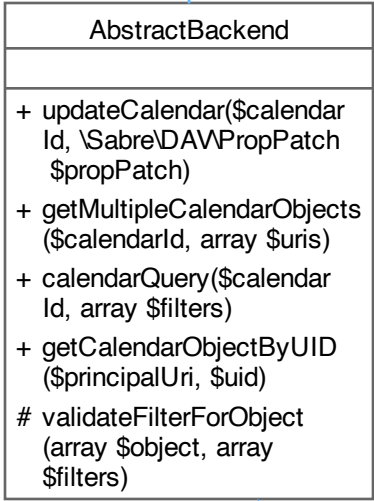 AbstractBackend
+ updateCalendar($calendar
Id, \Sabre\DAV\PropPatch
$propPatch)
+ getMultipleCalendarObjects
($calendarId, array $uris)
+ calendarQuery($calendar
Id, array $filters)
+ getCalendarObjectByUID
($principalUri, $uid)
# validateFilterForObject
(array $object, array
$filters)